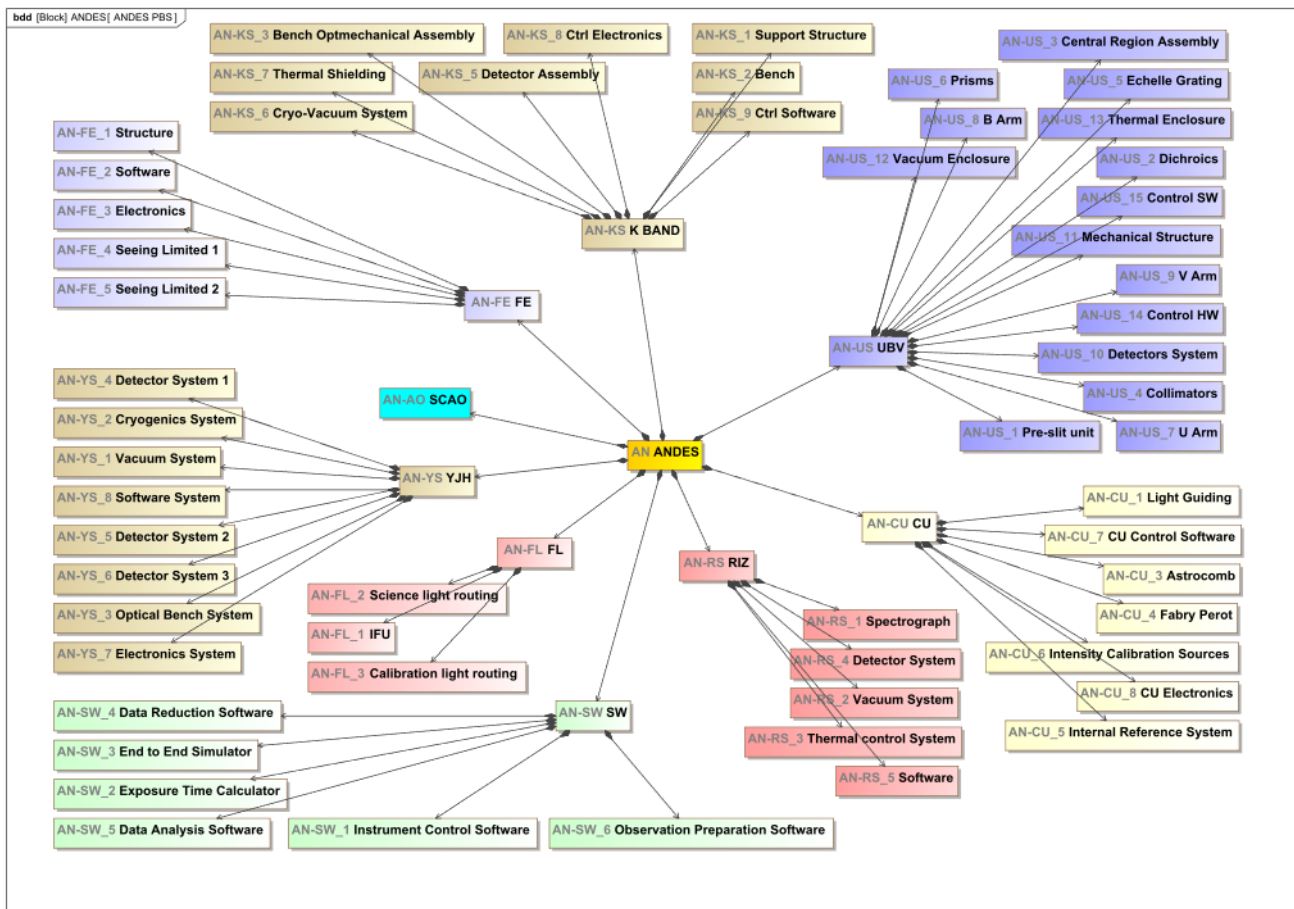 bdd [Block] ANDES[ ANDES PBS]
AN-KS_3 Bench Optmechanical Assembly
AN-KS_8 Ctrl Electronics
AN-KS_1 Support Structure
AN-KS_7 Thermal Shielding
AN-KS_5 Detector Assembly
AN-KS_2 Bench
AN-KS_6 Cryo-Vacuum System
AN-KS_9 Ctrl Software
AN-KS K BAND
AN-US_3 Central Region Assembly
AN-US_6 Prisms
AN-US_5 Echelle Grating
AN-US_8 B Arm
AN-US_13 Thermal Enclosure
AN-US_12 Vacuum Enclosure
AN-US_2 Dichroics
AN-US_15 Control SW
AN-US_11 Mechanical Structure
AN-US_9 V Arm
AN-US_14 Control HW
AN-US UBV
AN-US_10 Detectors System
AN-US_4 Collimators
AN-US_1 Pre-slit unit
AN-US_7 U Arm
AN-FE_1 Structure
AN-FE_2 Software
AN-FE_3 Electronics
AN-FE_4 Seeing Limited 1
AN-FE_5 Seeing Limited 2
AN-FE FE
AN-AO SCAO
AN ANDES
AN-YS_4 Detector System 1
AN-YS_2 Cryogenics System
AN-YS_1 Vacuum System
AN-YS YJH
AN-YS_8 Software System
AN-YS_5 Detector System 2
AN-YS_6 Detector System 3
AN-YS_3 Optical Bench System
AN-YS_7 Electronics System
AN-FL FL
AN-FL_2 Science light routing
AN-FL_1 IFU
AN-FL_3 Calibration light routing
AN-RS RIZ
AN-RS_1 Spectrograph
AN-RS_4 Detector System
AN-RS_2 Vacuum System
AN-RS_3 Thermal control System
AN-RS_5 Software
AN-CU CU
AN-CU_1 Light Guiding
AN-CU_7 CU Control Software
AN-CU_3 Astrocomb
AN-CU_4 Fabry Perot
AN-CU_6 Intensity Calibration Sources
AN-CU_8 CU Electronics
AN-CU_5 Internal Reference System
AN-SW SW
AN-SW_4 Data Reduction Software
AN-SW_3 End to End Simulator
AN-SW_2 Exposure Time Calculator
AN-SW_5 Data Analysis Software
AN-SW_1 Instrument Control Software
AN-SW_6 Observation Preparation Software